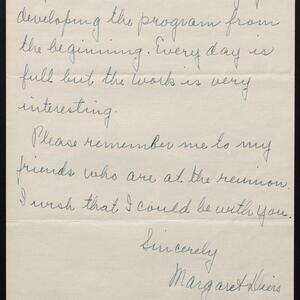 developing the program from
the beginning. Every day is
full but the work is very
interesting.
Please remember me to my
friends who are at the reunion.
I wish that I could be with you.
Sincerely
Margaret